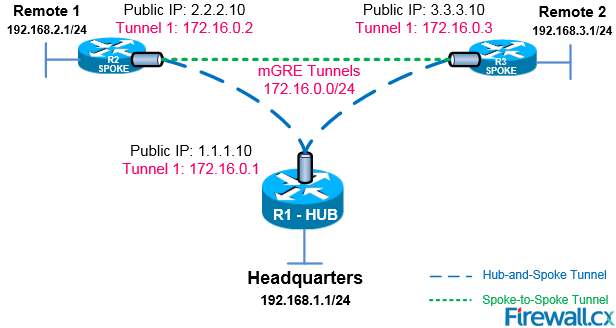 Remote 1
192.168.2.1/24
Public IP: 2.2.2.10
Tunnel 1: 172.16.0.2
Public IP: 3.3.3.10
Tunnel 1: 172.16.0.3
Remote 2
192.168.3.1/24
R2
SPOKE
R3
SPOKE
mGRE Tunnels
172.16.0.0/24
Public IP: 1.1.1.10
Tunnel 1: 172.16.0.1
R1 - HUB
Headquarters
192.168.1.1/24
Hub-and-Spoke Tunnel
Spoke-to-Spoke Tunnel
Firewall.cx